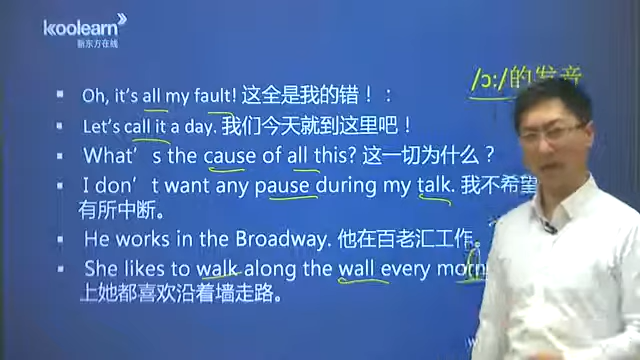 koolearn
新东方在线
/ɔː/的发音
Oh, it's all my fault! 这全是我的错！：
Let's call it a day. 我们今天就到这里吧！
What's the cause of all this? 这一切为什么？
I don't want any pause during my talk. 我不希望
有所中断。
He works in the Broadway. 他在百老汇工作。
She likes to walk along the wall every
上她都喜欢沿着墙走路。